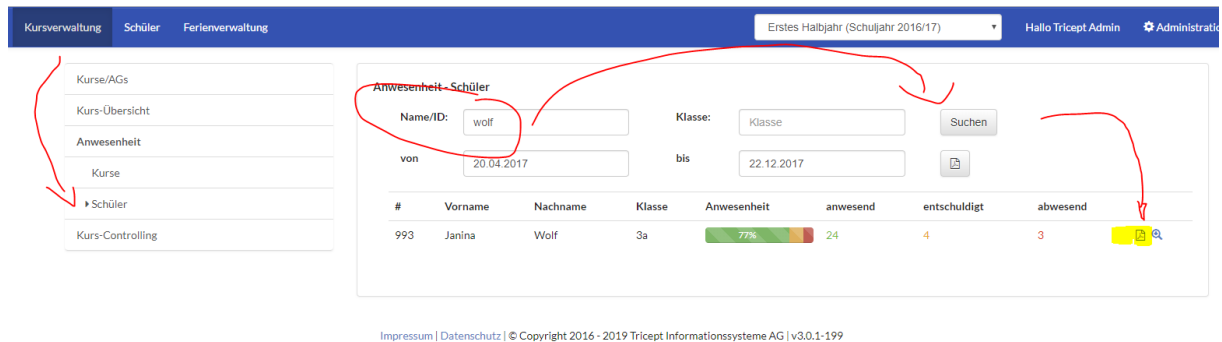 Kursverwaltung Schüler Ferienverwaltung Erstes Halbjahr (Schuljahr 2016/17) Hallo Tricept Admin Administratio
Kurse/AGs
Kurs-Übersicht
Anwesenheit
Kurse
Schüler
Kurs-Controlling
Anwesenheit - Schüler
Name/ID: wolf Klasse: Klasse Suchen
von 20.04.2017 bis 22.12.2017
# Vorname Nachname Klasse Anwesenheit anwesend entschuldigt abwesend
993 Janina Wolf 3a 77% 24 4 3
Impressum | Datenschutz | © Copyright 2016 - 2019 Tricept Informationssysteme AG | v3.0.1-199